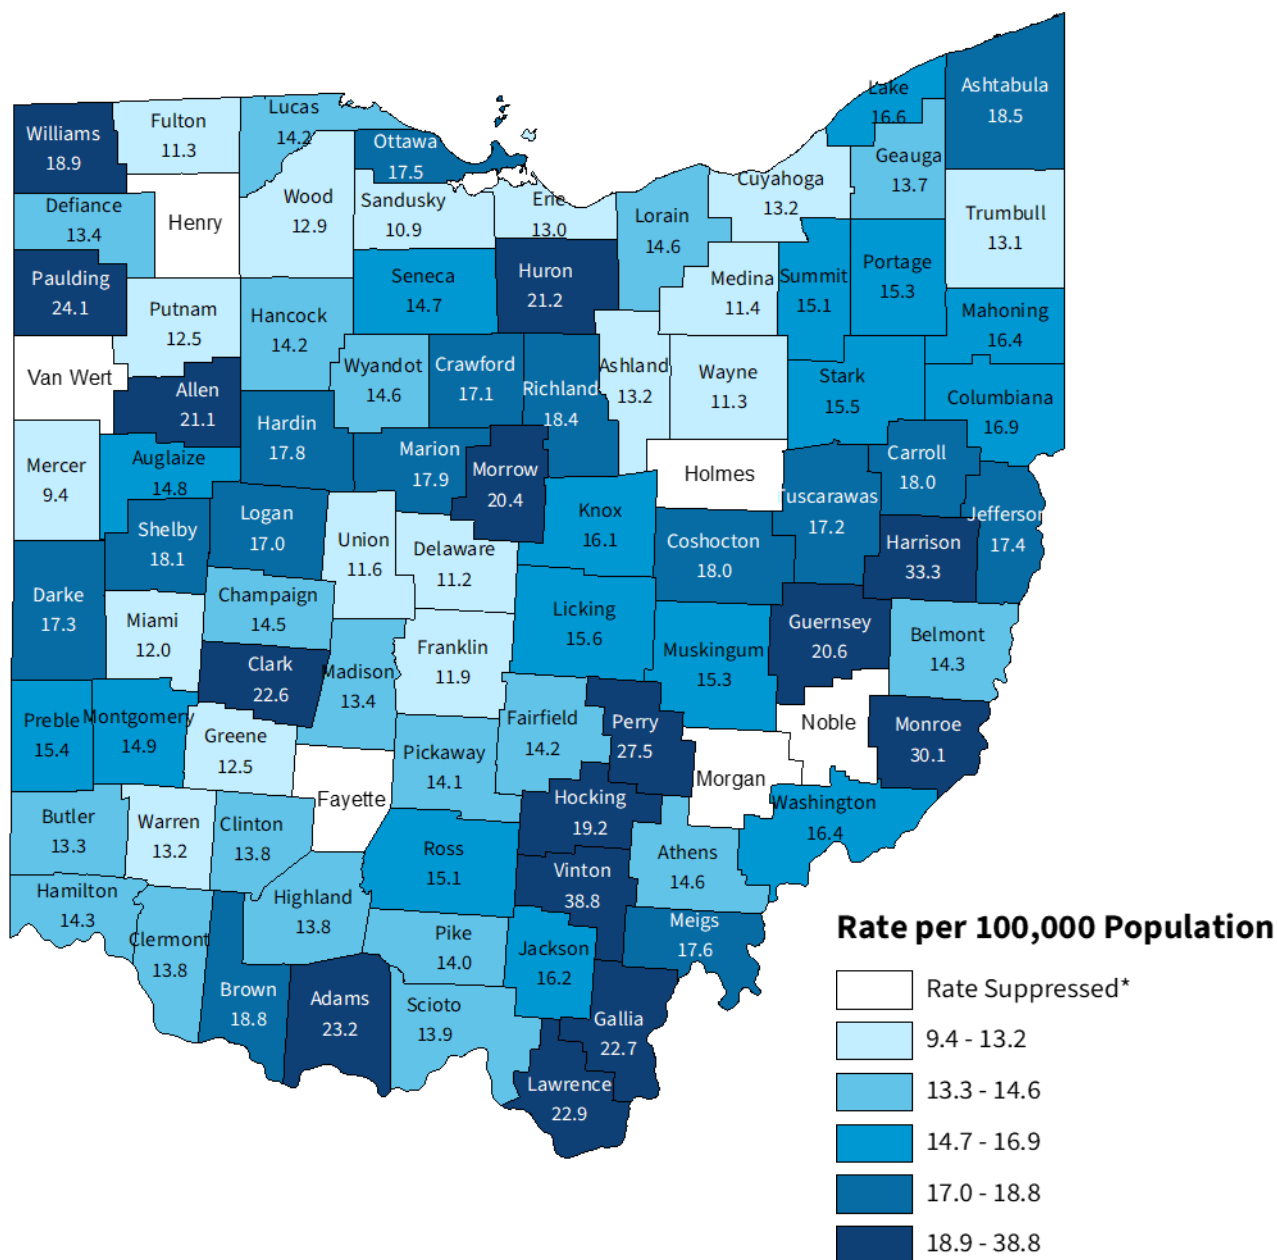 Ashtabula
18.5
Lake
16.6
Lucas
14.2
Fulton
11.3
Williams
18.9
Ottawa
17.5
Geauga
13.7
Cuyahoga
13.2
Wood
12.9
Sandusky
10.9
Erie
13.0
Lorain
14.6
Trumbull
13.1
Defiance
13.4
Henry
Paulding
24.1
Seneca
14.7
Huron
21.2
Medina
11.4
Summit
15.1
Portage
15.3
Putnam
12.5
Hancock
14.2
Mahoning
16.4
Van Wert
Allen
21.1
Wyandot
14.6
Crawford
17.1
Richland
18.4
Ashland
13.2
Wayne
11.3
Stark
15.5
Columbiana
16.9
Hardin
17.8
Mercer
9.4
Auglaize
14.8
Marion
17.9
Morrow
20.4
Holmes
Carroll
18.0
Tuscarawas
17.2
Jefferson
17.4
Shelby
18.1
Logan
17.0
Union
11.6
Delaware
11.2
Knox
16.1
Coshocton
18.0
Harrison
33.3
Darke
17.3
Miami
12.0
Champaign
14.5
Licking
15.6
Muskingum
15.3
Guernsey
20.6
Belmont
14.3
Clark
22.6
Madison
13.4
Franklin
11.9
Preble
15.4
Montgomery
14.9
Greene
12.5
Fairfield
14.2
Perry
27.5
Noble
Monroe
30.1
Fayette
Pickaway
14.1
Morgan
Hocking
19.2
Washington
16.4
Butler
13.3
Warren
13.2
Clinton
13.8
Ross
15.1
Athens
14.6
Vinton
38.8
Hamilton
14.3
Highland
13.8
Clermont
13.8
Pike
14.0
Jackson
16.2
Meigs
17.6
Brown
18.8
Adams
23.2
Scioto
13.9
Gallia
22.7
Lawrence
22.9
Rate per 100,000 Population
Rate Suppressed*
9.4 - 13.2
13.3 - 14.6
14.7 - 16.9
17.0 - 18.8
18.9 - 38.8